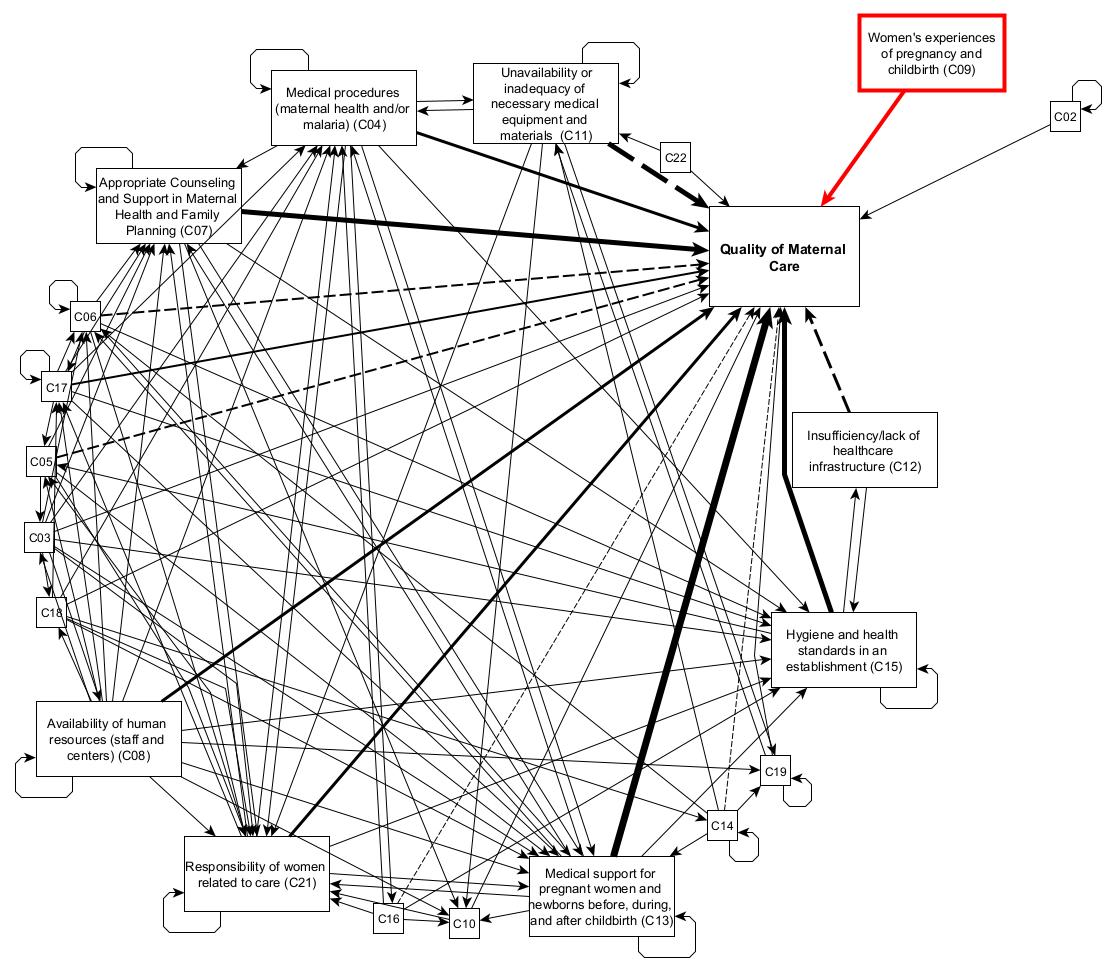 Women's experiences
of pregnancy and
childbirth (C09)
Unavailability or
inadequacy of
necessary medical
equipment and
materials (C11)
Medical procedures
(maternal health and/or
malaria) (C04)
C02
C22
Appropriate Counseling
and Support in Maternal
Health and Family
Planning (C07)
Quality of Maternal
Care
C06
C17
C05
Insufficiency/lack of
healthcare
infrastructure (C12)
C03
C18
Hygiene and health
standards in an
establishment (C15)
Availability of human
resources (staff and
centers) (C08)
C19
C14
Responsibility of women
related to care (C21)
Medical support for
pregnant women and
newborns before, during,
and after childbirth (C13)
C16
C10